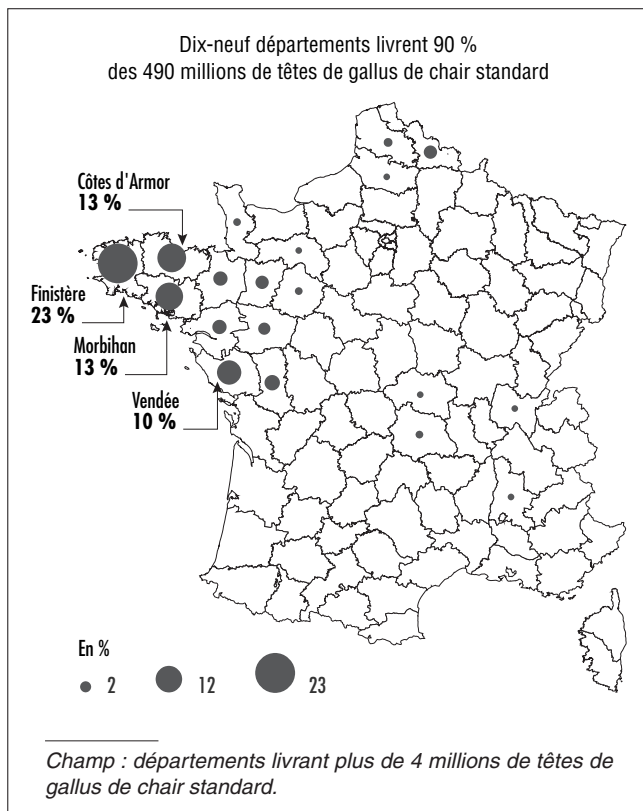 Dix-neuf départements livrent 90 %
des 490 millions de têtes de gallus de chair standard
Côtes d'Armor
13 %
Finistère
23 %
Morbihan
13 %
Vendée
10 %
En %
2
12
23
Champ : départements livrant plus de 4 millions de têtes de
gallus de chair standard.